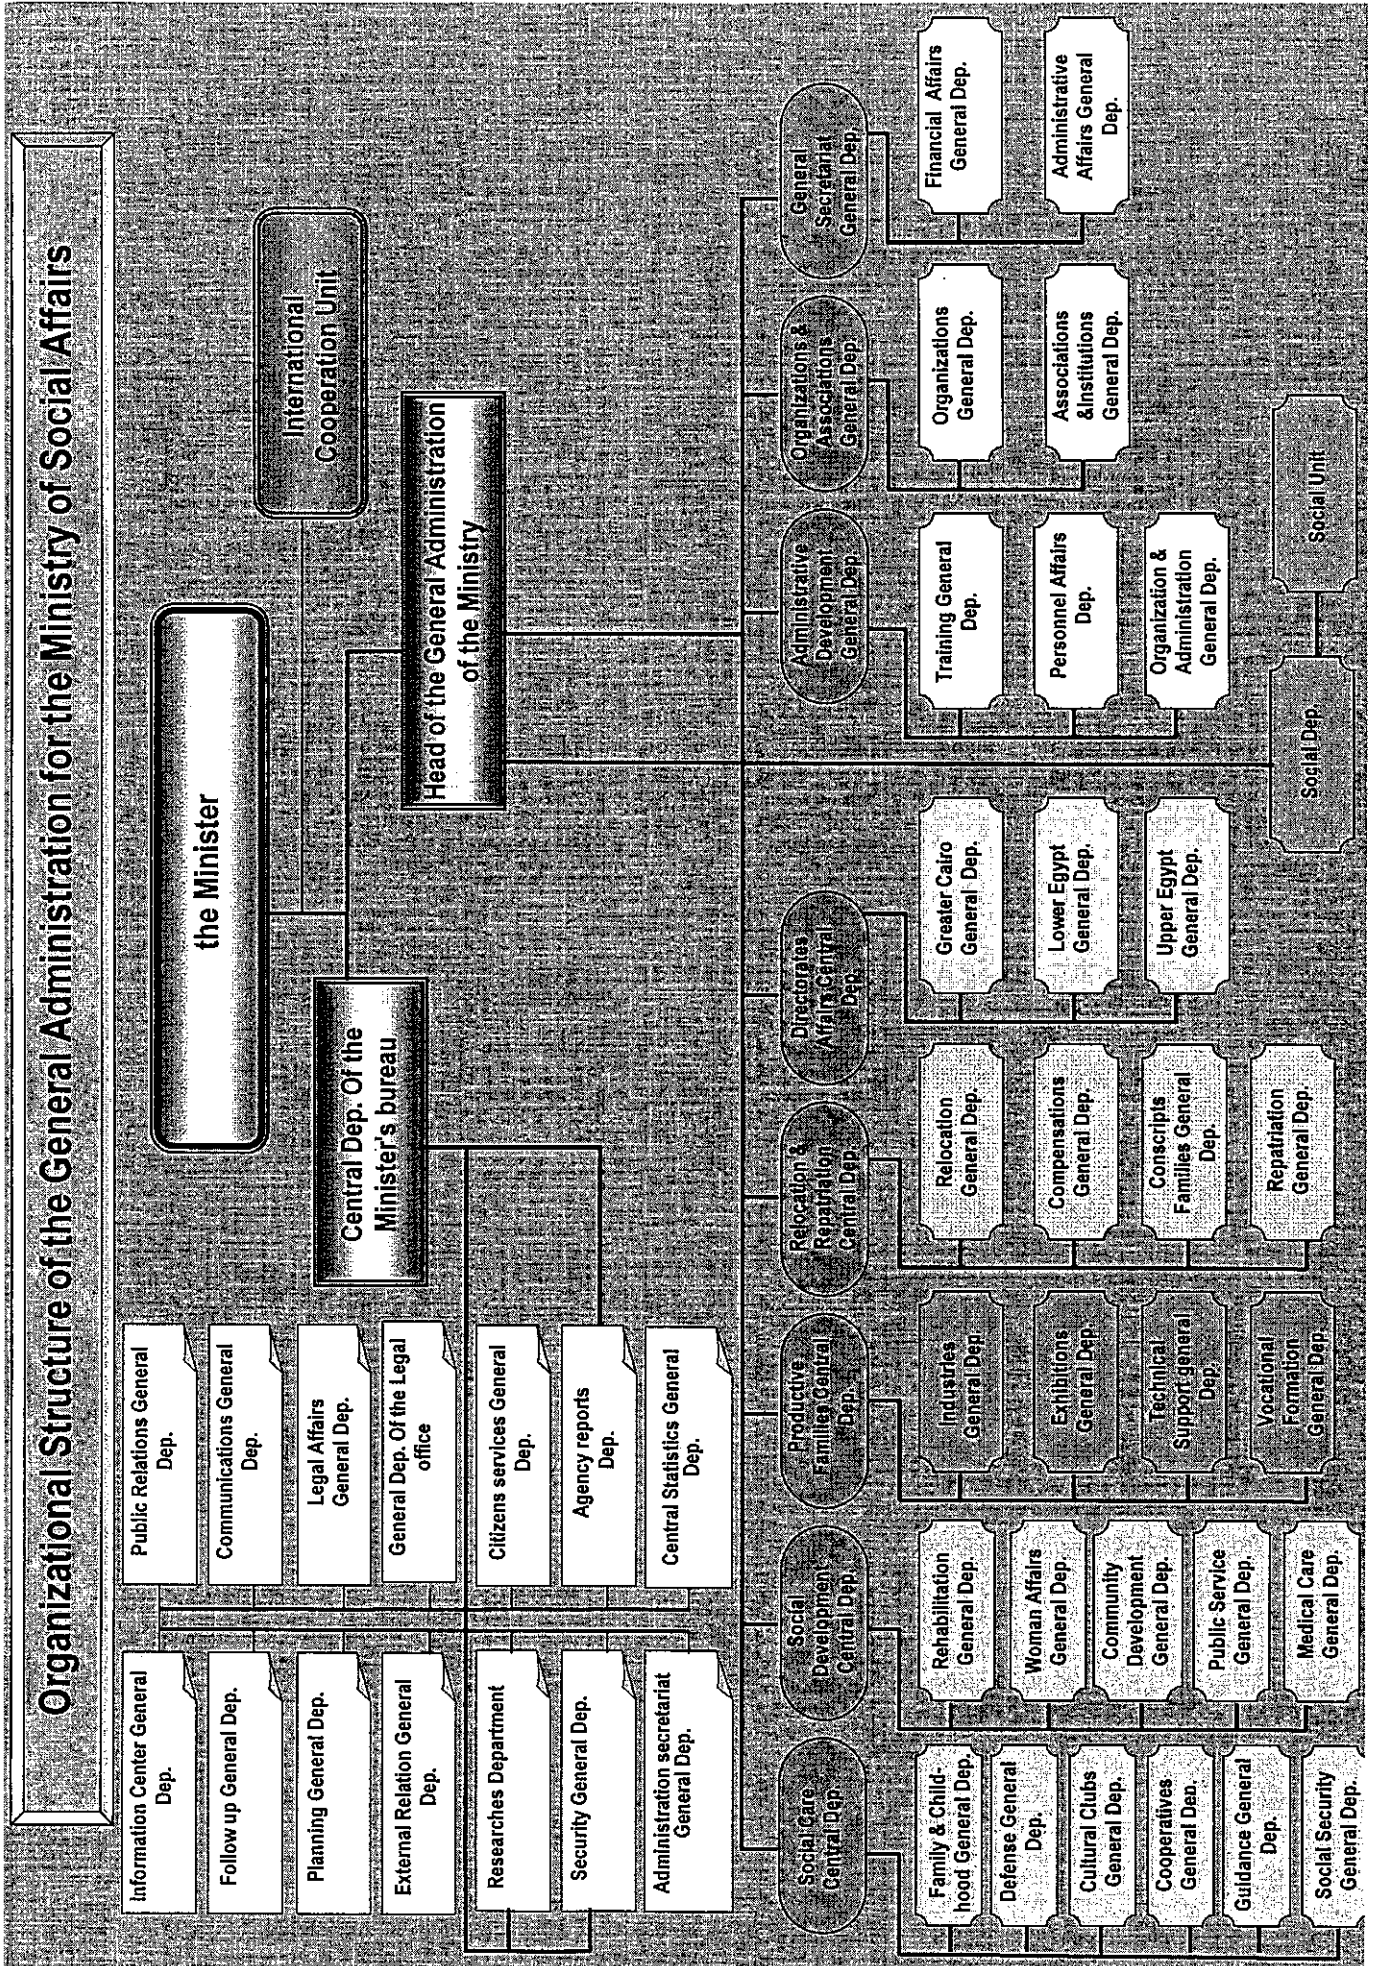 Organizational Structure of the General Administration for the Ministry of Social Affairs
the Minister
International
Cooperation Unit
Central Dep. Of the
Minister's bureau
Head of the General Administration
of the Ministry
Information Center General
Dep.
Public Relations General
Dep.
Follow up General Dep.
Communications General
Dep.
Planning General Dep.
Legal Affairs
General Dep.
External Relation General
Dep.
General Dep. Of the Legal
office
Researches Department
Citizens services General
Dep.
Security General Dep.
Agency reports
Dep.
Administration secretariat
General Dep.
Central Statistics General
Dep.
Social Care
Central Dep.
Social
Development
Central Dep.
Productive
Families Central
Dep.
Relocation &
Repatriation
Central Dep.
Directorates
Affairs Central
Dep.
Administrative
Development
General Dep.
Organizations &
Associations
General Dep.
General
Secretariat
General Dep.
Family & Child-
hood General Dep.
Defense General
Dep.
Cultural Clubs
General Dep.
Cooperatives
General Dep.
Guidance General
Dep.
Social Security
General Dep.
Rehabilitation
General Dep.
Woman Affairs
General Dep.
Community
Development
General Dep.
Public Service
General Dep.
Medical Care
General Dep.
Industries
General Dep.
Exhibitions
General Dep.
Technical
Support general
Dep.
Vocational
Formation
General Dep.
Relocation
General Dep.
Compensations
General Dep.
Conscripts
Families General
Dep.
Repatriation
General Dep.
Greater Cairo
General Dep.
Lower Egypt
General Dep.
Upper Egypt
General Dep.
Training General
Dep.
Personnel Affairs
Dep.
Organization &
Administration
General Dep.
Organizations
General Dep.
Associations
&Institutions
General Dep.
Financial Affairs
General Dep.
Administrative
Affairs General
Dep.
Social Dep.
Social Unit